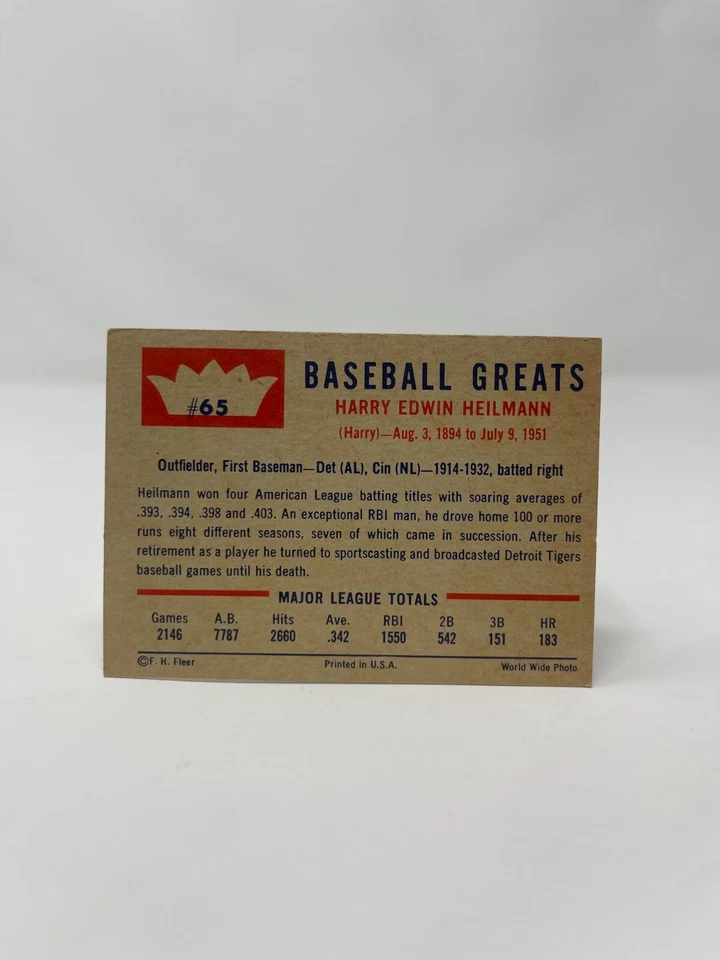 #65
BASEBALL GREATS
HARRY EDWIN HEILMANN
(Harry)—Aug. 3, 1894 to July 9, 1951
Outfielder, First Baseman—Det (AL), Cin (NL)—1914-1932, batted right
Heilmann won four American League batting titles with soaring averages of
.393, .394, .398 and .403. An exceptional RBI man, he drove home 100 or more
runs eight different seasons, seven of which came in succession. After his
retirement as a player he turned to sportscasting and broadcasted Detroit Tigers
baseball games until his death.
MAJOR LEAGUE TOTALS
Games A.B. Hits Ave. RBI 2B 3B HR
2146 7787 2660 .342 1550 542 151 183
©F. H. Fleer Printed in U.S.A. World Wide Photo